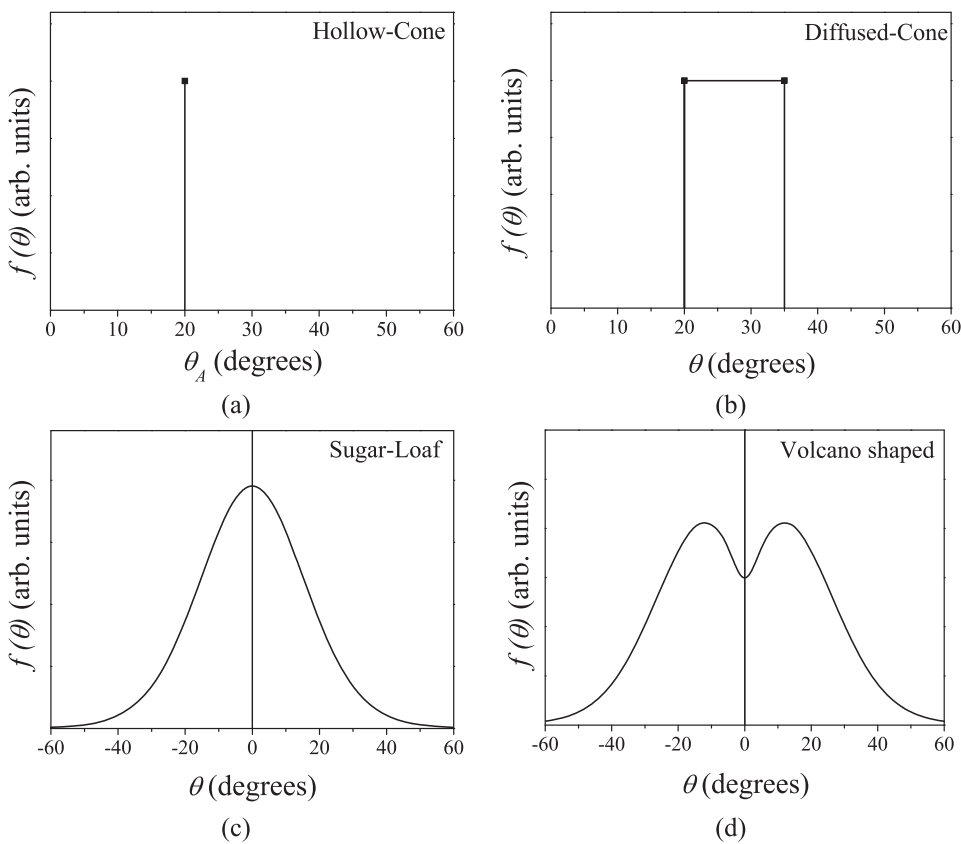 Hollow-Cone
f (θ) (arb. units)
0 10 20 30 40 50 60
θA (degrees)
(a)
Diffused-Cone
f (θ) (arb. units)
0 10 20 30 40 50 60
θ (degrees)
(b)
Sugar-Loaf
f (θ) (arb. units)
-60 -40 -20 0 20 40 60
θ (degrees)
(c)
Volcano shaped
f (θ) (arb. units)
-60 -40 -20 0 20 40 60
θ (degrees)
(d)